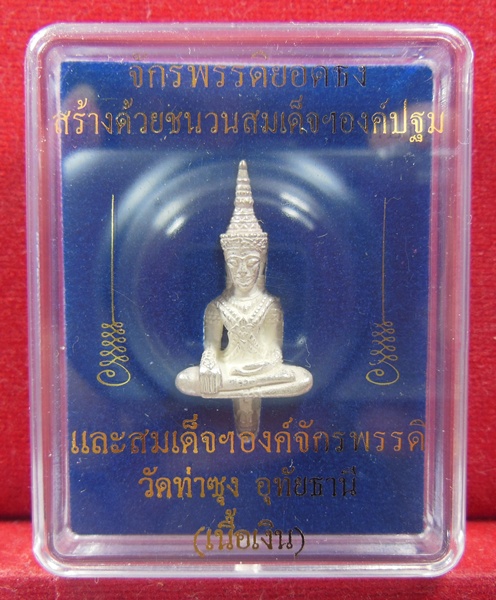 จักรพรรดิยอดธง
สร้างด้วยชนวนสมเด็จฯองค์ปฐม
และสมเด็จฯองค์จักรพรรดิ
วัดท่าซุง อุทัยธานี
(เนื้อเงิน)